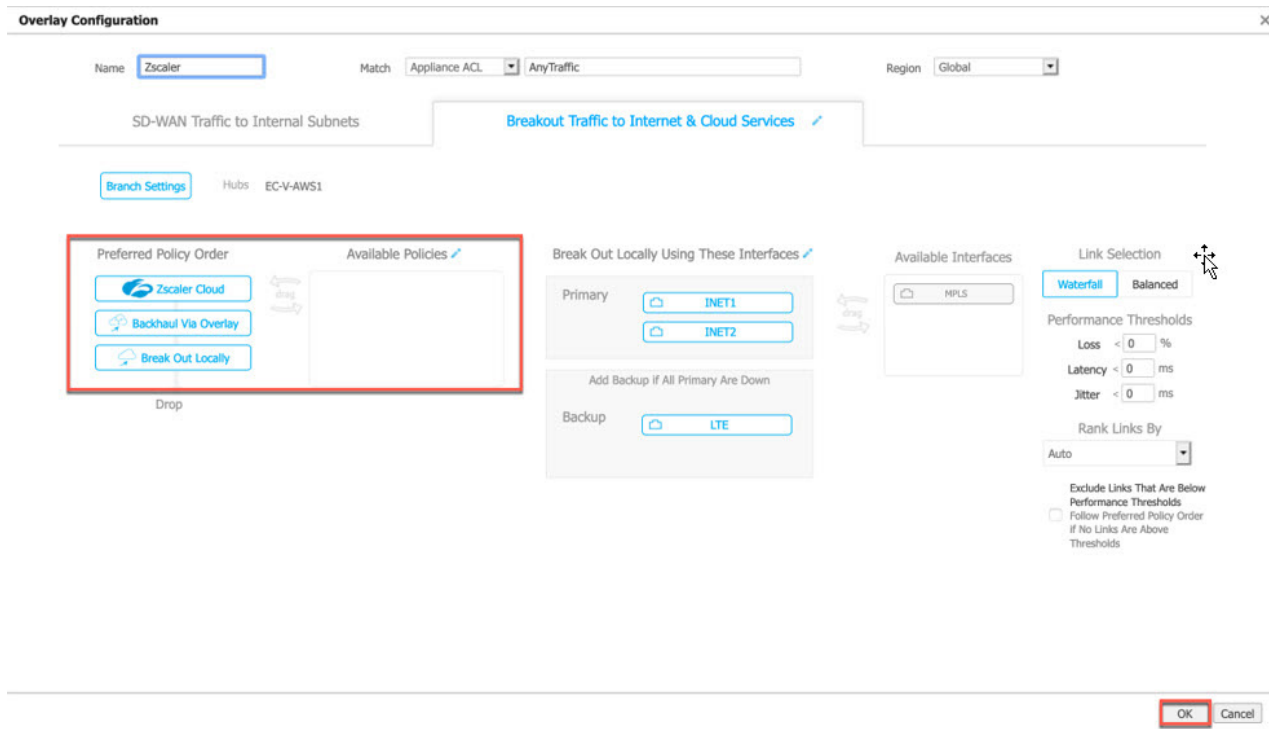 Overlay Configuration
Name Zscaler Match Appliance ACL AnyTraffic Region Global
SD-WAN Traffic to Internal Subnets Breakout Traffic to Internet & Cloud Services
Branch Settings Hubs EC-V-AWS1
Preferred Policy Order Available Policies
Zscaler Cloud
drag
Backhaul Via Overlay
Break Out Locally
Drop
Break Out Locally Using These Interfaces
Primary INET1
INET2
Add Backup if All Primary Are Down
Backup LTE
drag
Available Interfaces
MPLS
Link Selection
Waterfall Balanced
Performance Thresholds
Loss < 0 %
Latency < 0 ms
Jitter < 0 ms
Rank Links By
Auto
Exclude Links That Are Below
Performance Thresholds
Follow Preferred Policy Order
if No Links Are Above
Thresholds
OK Cancel